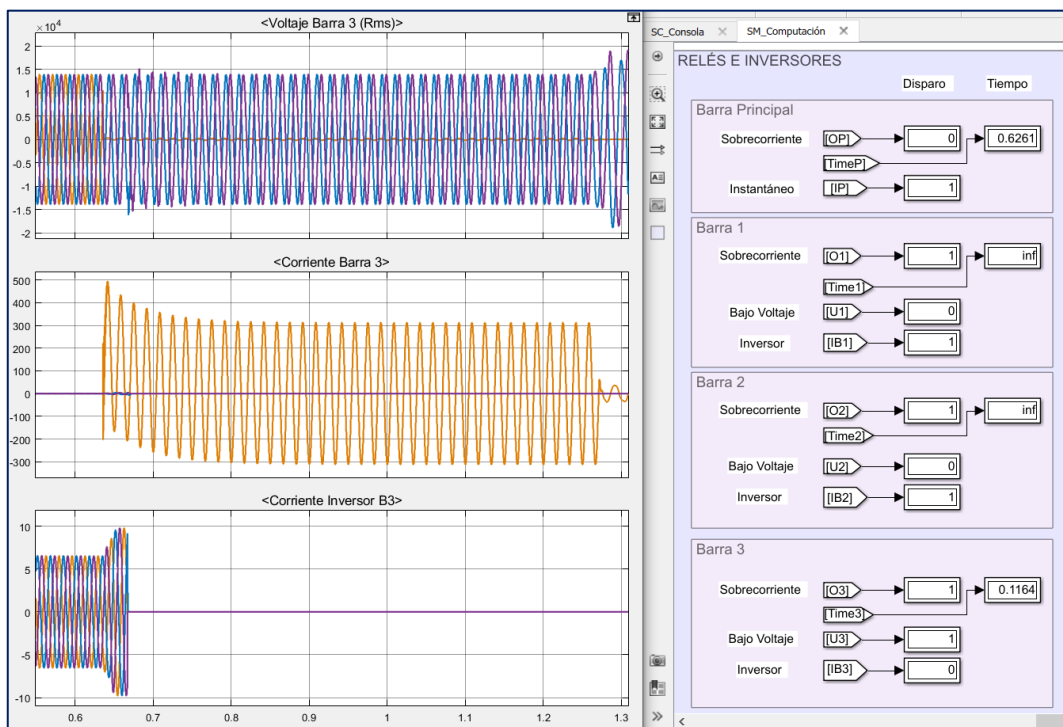 <Voltaje Barra 3 (Rms)>
×10⁴
2
1.5
1
0.5
0
-0.5
-1
-1.5
-2
<Corriente Barra 3>
500
400
300
200
100
0
-100
-200
-300
<Corriente Inversor B3>
10
5
0
-5
-10
0.6 0.7 0.8 0.9 1 1.1 1.2 1.3
SC_Consola SM_Computación
RELÉS E INVERSORES
Disparo Tiempo
Barra Principal
Sobrecorriente [OP] 0 0.6261
[TimeP]
Instantáneo [IP] 1
Barra 1
Sobrecorriente [O1] 1 inf
[Time1]
Bajo Voltaje [U1] 0
Inversor [IB1] 1
Barra 2
Sobrecorriente [O2] 1 inf
[Time2]
Bajo Voltaje [U2] 0
Inversor [IB2] 1
Barra 3
Sobrecorriente [O3] 1 0.1164
[Time3]
Bajo Voltaje [U3] 1
Inversor [IB3] 0